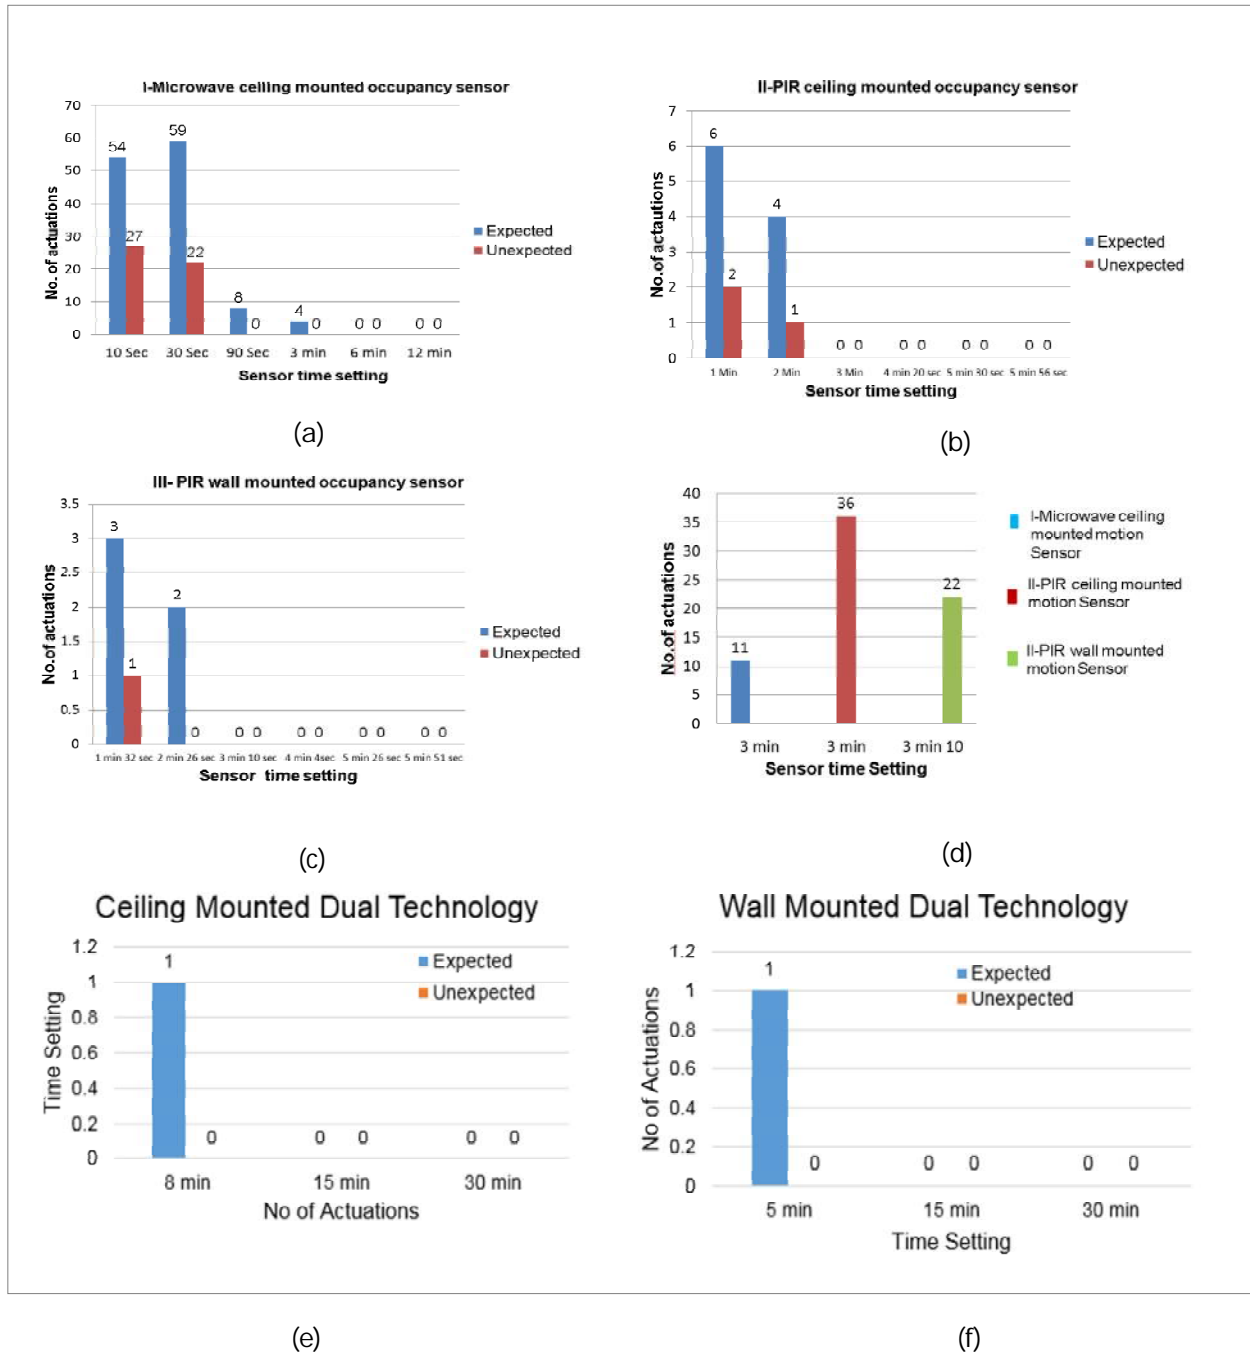 I-Microwave ceiling mounted occupancy sensor
70
60
50
40
30
20
10
0
No. of actuations
54
27
59
22
8
0
4
0
0 0
0 0
10 Sec 30 Sec 90 Sec 3 min 6 min 12 min
Sensor time setting
Expected
Unexpected
(a)
II-PIR ceiling mounted occupancy sensor
7
6
5
4
3
2
1
0
No.of actautions
6
2
4
1
0 0
0 0
0 0
0 0
1 Min 2 Min 3 Min 4 min 20 sec 5 min 30 sec 5 min 56 sec
Sensor time setting
Expected
Unexpected
(b)
III- PIR wall mounted occupancy sensor
3.5
3
2.5
2
1.5
1
0.5
0
No.of actuations
3
1
2
0
0 0
0 0
0 0
0 0
1 min 32 sec 2 min 26 sec 3 min 10 sec 4 min 4sec 5 min 26 sec 5 min 51 sec
Sensor time setting
Expected
Unexpected
(c)
40
35
30
25
20
15
10
5
0
No.of actuations
11
36
22
3 min 3 min 3 min 10
Sensor time Setting
I-Microwave ceiling
mounted motion
Sensor
II-PIR ceiling mounted
motion Sensor
II-PIR wall mounted
motion Sensor
(d)
Ceiling Mounted Dual Technology
1.2
1
0.8
0.6
0.4
0.2
0
Time Setting
1
0
0 0
0 0
8 min 15 min 30 min
No of Actuations
Expected
Unexpected
(e)
Wall Mounted Dual Technology
1.2
1
0.8
0.6
0.4
0.2
0
No of Actuations
1
0
0 0
0 0
5 min 15 min 30 min
Time Setting
Expected
Unexpected
(f)